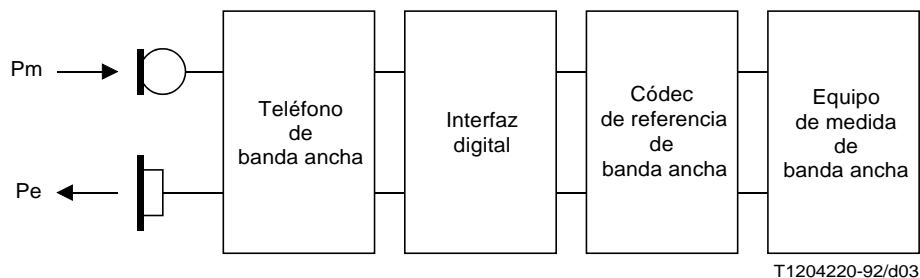 Pm
Pe
Teléfono
de
banda ancha
Interfaz
digital
Códec
de referencia
de
banda ancha
Equipo
de medida
de
banda ancha
T1204220-92/d03